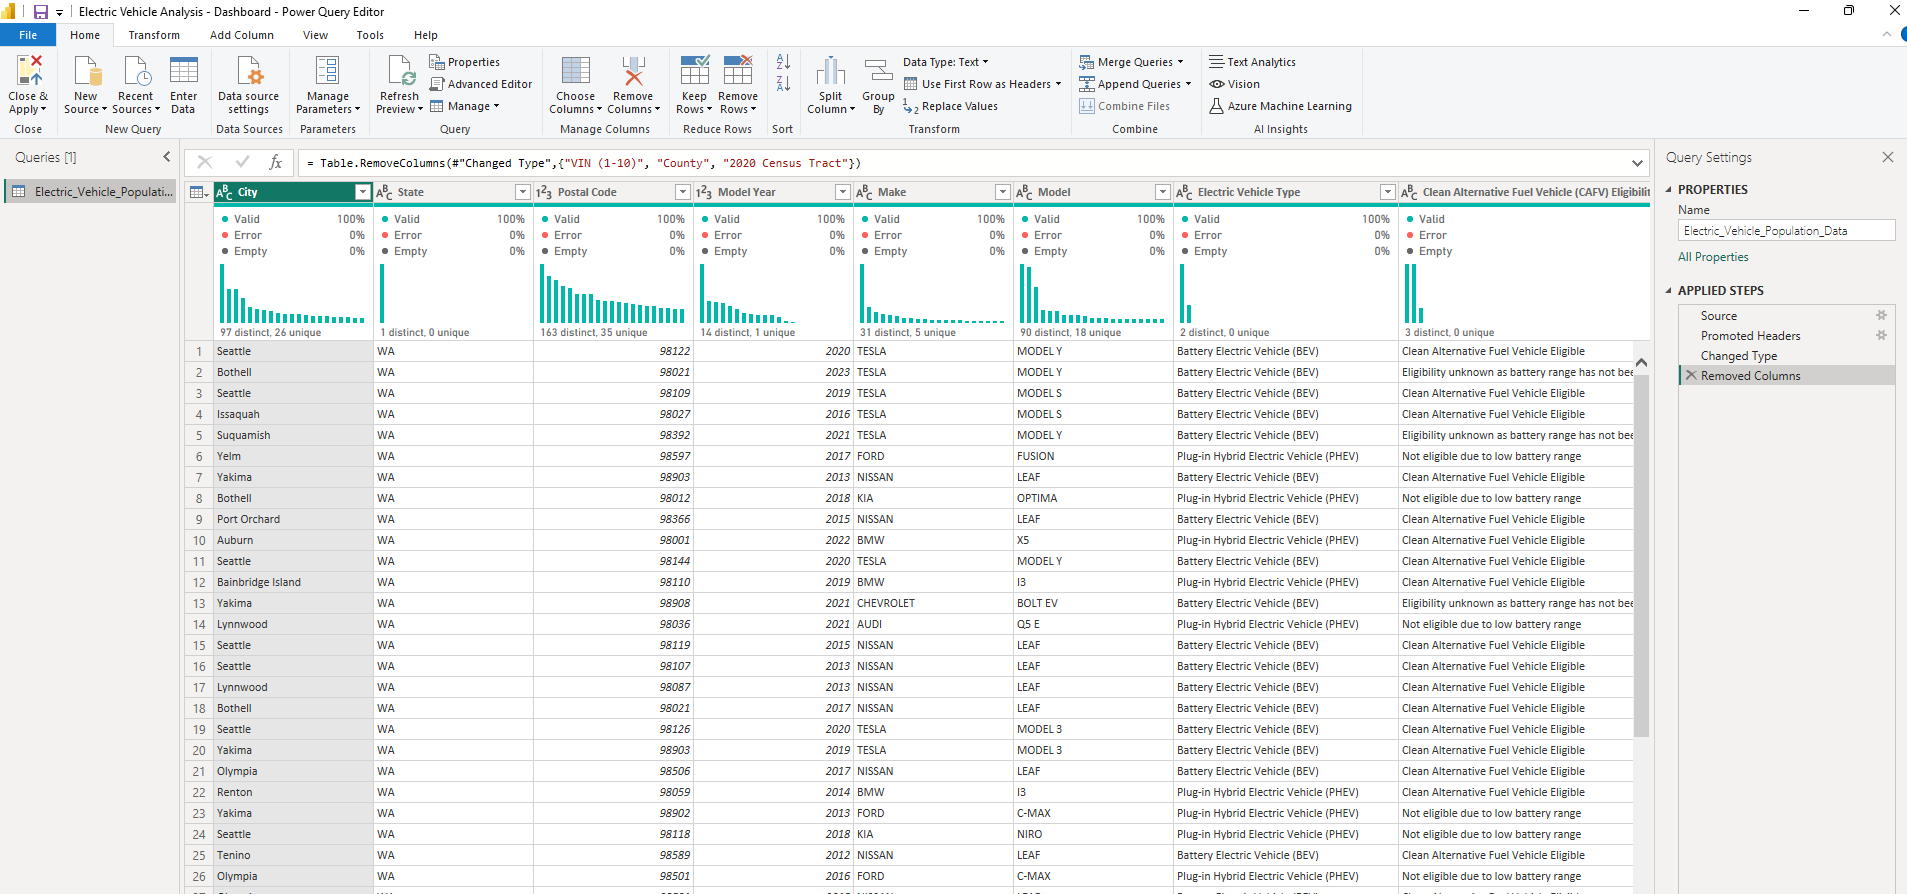 Electric Vehicle Analysis - Dashboard - Power Query Editor
File Home Transform Add Column View Tools Help
Close & Apply
New Source
Recent Sources
Enter Data
Data source settings
Manage Parameters
Refresh Preview
Properties
Advanced Editor
Manage
Choose Columns
Remove Columns
Keep Rows
Remove Rows
Split Column
Group By
Data Type: Text
Use First Row as Headers
Replace Values
Merge Queries
Append Queries
Combine Files
Text Analytics
Vision
Azure Machine Learning
Close New Query Data Sources Parameters Query Manage Columns Reduce Rows Sort Transform Combine AI Insights
Queries [1]
Electric_Vehicle_Populati...
fx = Table.RemoveColumns(#"Changed Type",{"VIN (1-10)", "County", "2020 Census Tract"})
ABC City ABC State 123 Postal Code 123 Model Year ABC Make ABC Model ABC Electric Vehicle Type ABC Clean Alternative Fuel Vehicle (CAFV) Eligibilit
Valid 100% Valid 100% Valid 100% Valid 100% Valid 100% Valid 100% Valid 100% Valid
Error 0% Error 0% Error 0% Error 0% Error 0% Error 0% Error 0% Error
Empty 0% Empty 0% Empty 0% Empty 0% Empty 0% Empty 0% Empty 0% Empty
97 distinct, 26 unique 1 distinct, 0 unique 163 distinct, 35 unique 14 distinct, 1 unique 31 distinct, 5 unique 90 distinct, 18 unique 2 distinct, 0 unique 3 distinct, 0 unique
1 Seattle WA 98122 2020 TESLA MODEL Y Battery Electric Vehicle (BEV) Clean Alternative Fuel Vehicle Eligible
2 Bothell WA 98021 2023 TESLA MODEL Y Battery Electric Vehicle (BEV) Eligibility unknown as battery range has not bee
3 Seattle WA 98109 2019 TESLA MODEL S Battery Electric Vehicle (BEV) Clean Alternative Fuel Vehicle Eligible
4 Issaquah WA 98027 2016 TESLA MODEL S Battery Electric Vehicle (BEV) Clean Alternative Fuel Vehicle Eligible
5 Suquamish WA 98392 2021 TESLA MODEL Y Battery Electric Vehicle (BEV) Eligibility unknown as battery range has not bee
6 Yelm WA 98597 2017 FORD FUSION Plug-in Hybrid Electric Vehicle (PHEV) Not eligible due to low battery range
7 Yakima WA 98903 2013 NISSAN LEAF Battery Electric Vehicle (BEV) Clean Alternative Fuel Vehicle Eligible
8 Bothell WA 98012 2018 KIA OPTIMA Plug-in Hybrid Electric Vehicle (PHEV) Not eligible due to low battery range
9 Port Orchard WA 98366 2015 NISSAN LEAF Battery Electric Vehicle (BEV) Clean Alternative Fuel Vehicle Eligible
10 Auburn WA 98001 2022 BMW X5 Plug-in Hybrid Electric Vehicle (PHEV) Clean Alternative Fuel Vehicle Eligible
11 Seattle WA 98144 2020 TESLA MODEL Y Battery Electric Vehicle (BEV) Clean Alternative Fuel Vehicle Eligible
12 Bainbridge Island WA 98110 2019 BMW I3 Plug-in Hybrid Electric Vehicle (PHEV) Clean Alternative Fuel Vehicle Eligible
13 Yakima WA 98908 2021 CHEVROLET BOLT EV Battery Electric Vehicle (BEV) Eligibility unknown as battery range has not bee
14 Lynnwood WA 98036 2021 AUDI Q5 E Plug-in Hybrid Electric Vehicle (PHEV) Not eligible due to low battery range
15 Seattle WA 98119 2015 NISSAN LEAF Battery Electric Vehicle (BEV) Clean Alternative Fuel Vehicle Eligible
16 Seattle WA 98107 2013 NISSAN LEAF Battery Electric Vehicle (BEV) Clean Alternative Fuel Vehicle Eligible
17 Lynnwood WA 98087 2013 NISSAN LEAF Battery Electric Vehicle (BEV) Clean Alternative Fuel Vehicle Eligible
18 Bothell WA 98021 2017 NISSAN LEAF Battery Electric Vehicle (BEV) Clean Alternative Fuel Vehicle Eligible
19 Seattle WA 98126 2020 TESLA MODEL 3 Battery Electric Vehicle (BEV) Clean Alternative Fuel Vehicle Eligible
20 Yakima WA 98903 2019 TESLA MODEL 3 Battery Electric Vehicle (BEV) Clean Alternative Fuel Vehicle Eligible
21 Olympia WA 98506 2017 NISSAN LEAF Battery Electric Vehicle (BEV) Clean Alternative Fuel Vehicle Eligible
22 Renton WA 98059 2014 BMW I3 Plug-in Hybrid Electric Vehicle (PHEV) Clean Alternative Fuel Vehicle Eligible
23 Yakima WA 98902 2013 FORD C-MAX Plug-in Hybrid Electric Vehicle (PHEV) Not eligible due to low battery range
24 Seattle WA 98118 2018 KIA NIRO Plug-in Hybrid Electric Vehicle (PHEV) Not eligible due to low battery range
25 Tenino WA 98589 2012 NISSAN LEAF Battery Electric Vehicle (BEV) Clean Alternative Fuel Vehicle Eligible
26 Olympia WA 98501 2016 FORD C-MAX Plug-in Hybrid Electric Vehicle (PHEV) Not eligible due to low battery range
Query Settings
PROPERTIES
Name
Electric_Vehicle_Population_Data
All Properties
APPLIED STEPS
Source
Promoted Headers
Changed Type
Removed Columns